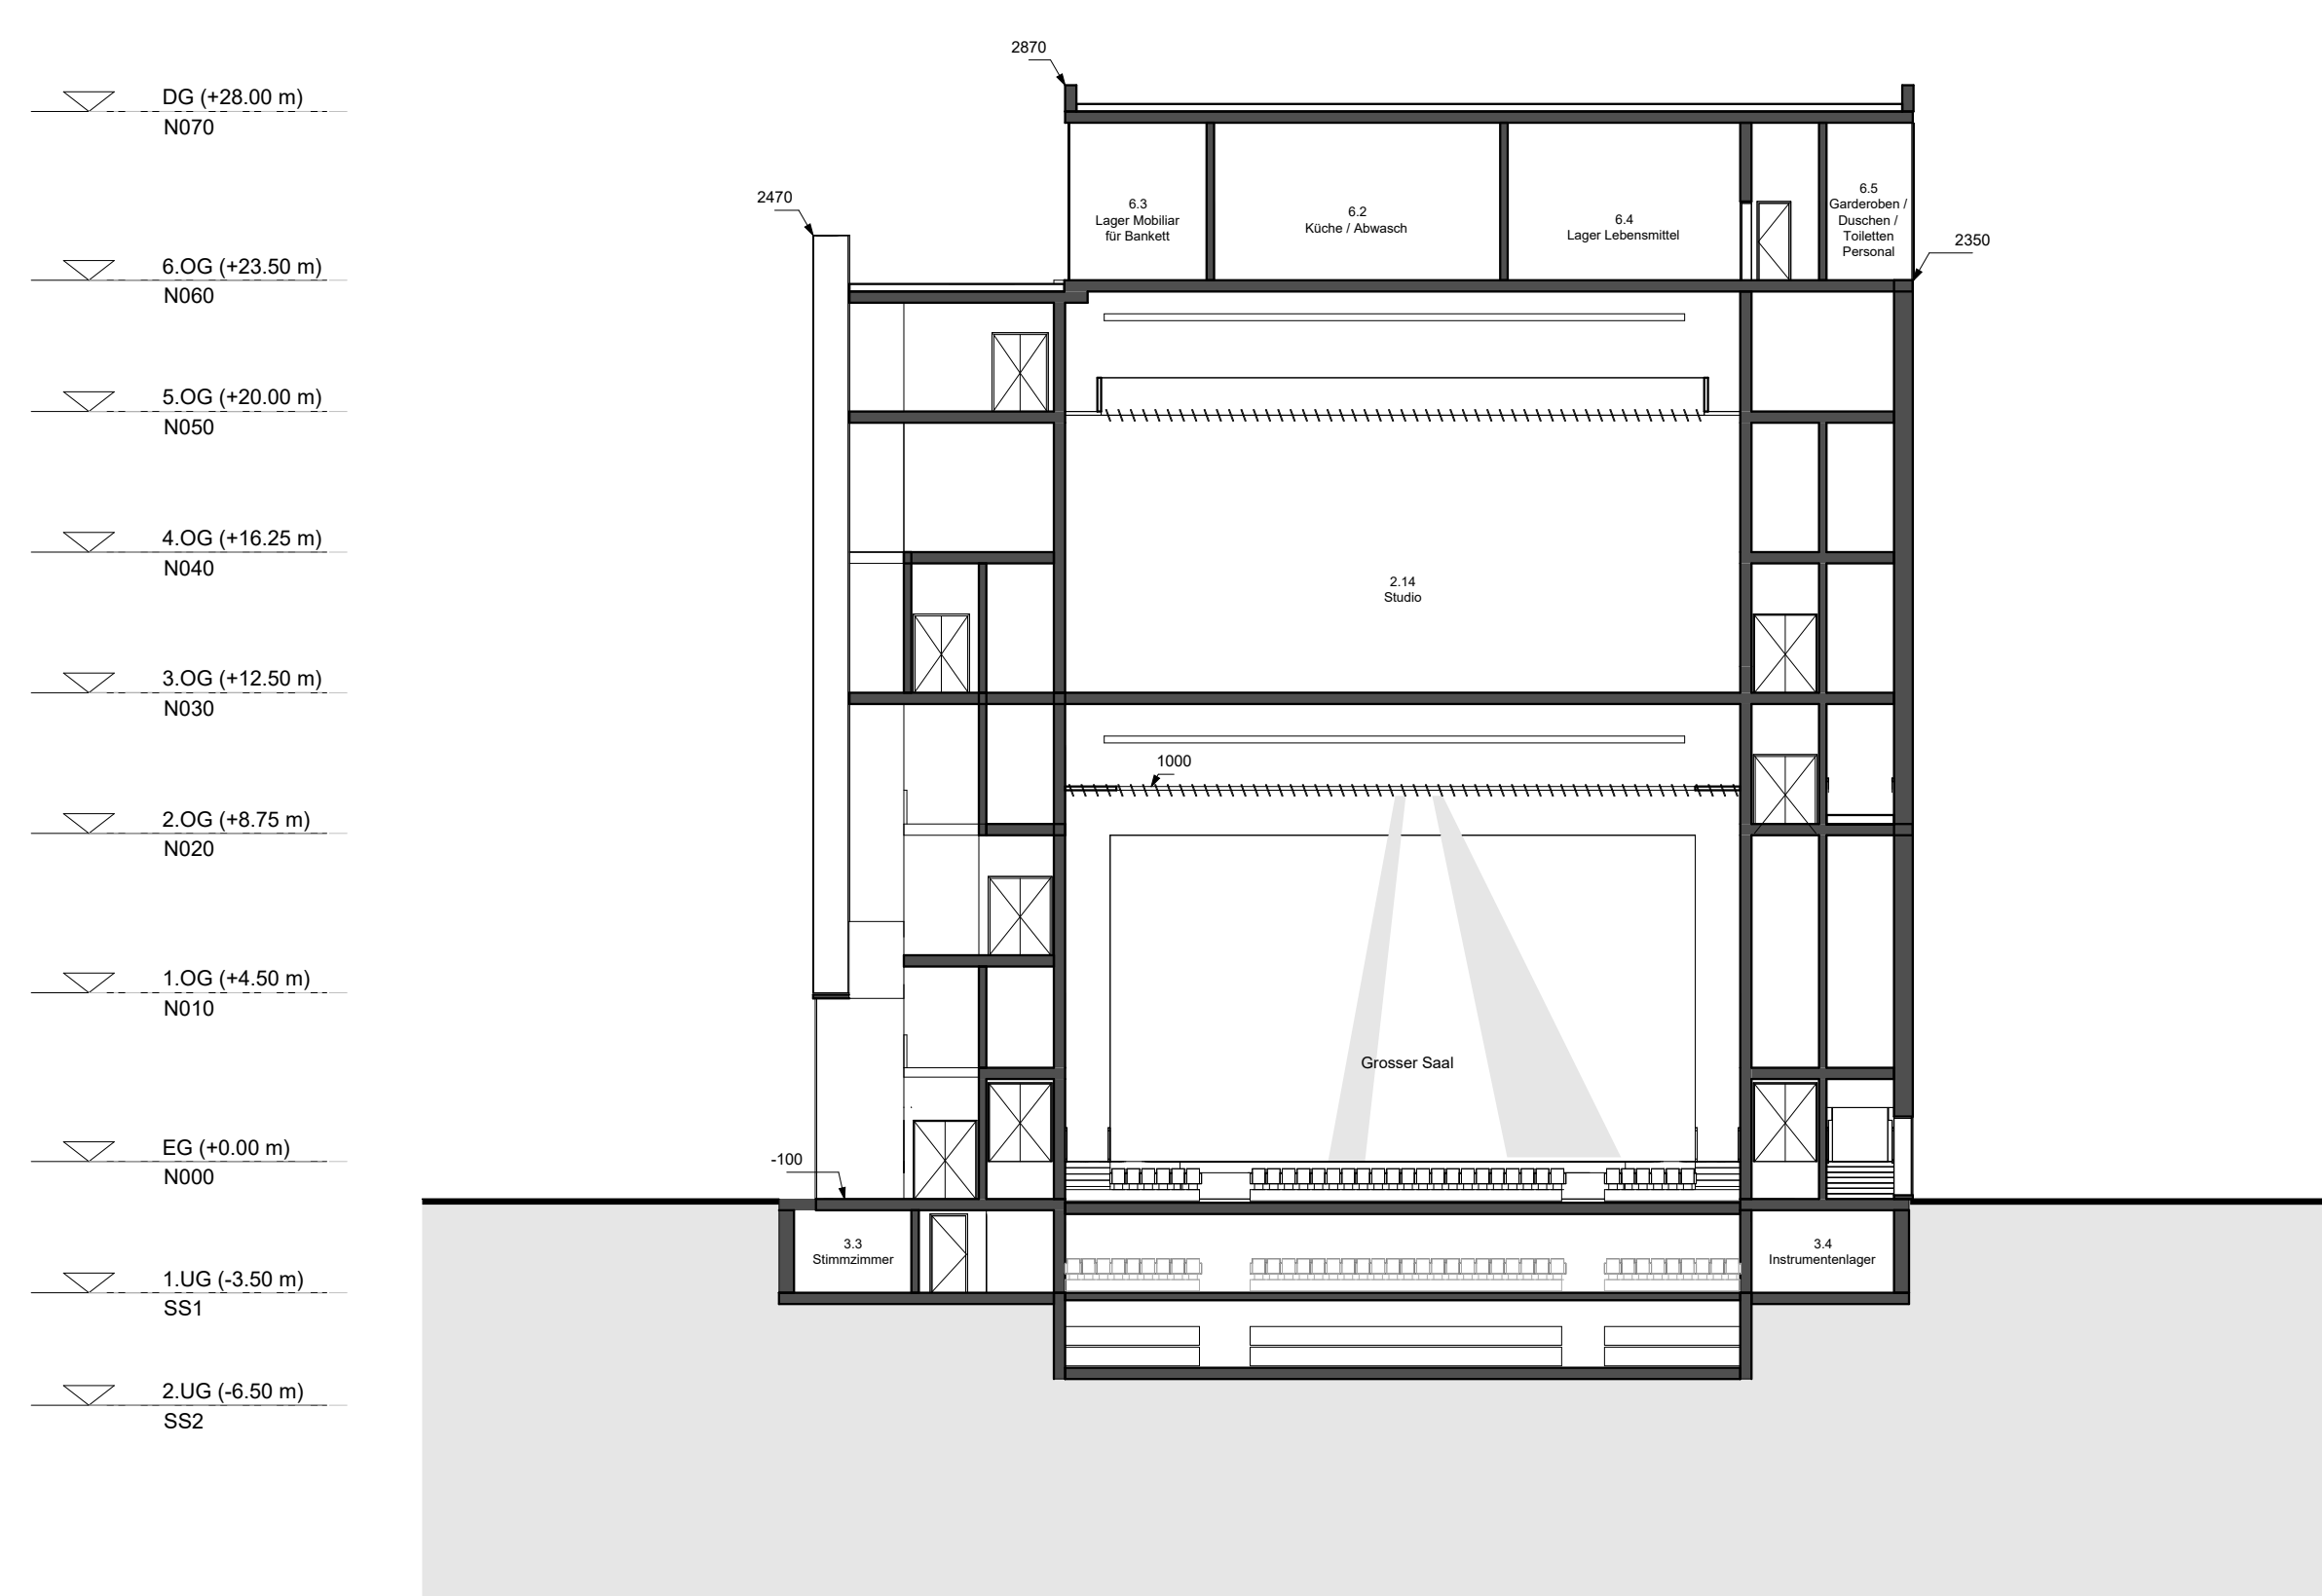 2870
DG (+28.00 m)
N070
2470
6.3
Lager Mobiliar
für Bankett
6.2
Küche / Abwasch
6.4
Lager Lebensmittel
6.5
Garderoben /
Duschen /
Toiletten
Personal
2350
6.OG (+23.50 m)
N060
5.OG (+20.00 m)
N050
4.OG (+16.25 m)
N040
2.14
Studio
3.OG (+12.50 m)
N030
1000
2.OG (+8.75 m)
N020
1.OG (+4.50 m)
N010
Grosser Saal
EG (+0.00 m)
N000
-100
3.3
Stimmzimmer
3.4
Instrumentenlager
1.UG (-3.50 m)
SS1
2.UG (-6.50 m)
SS2